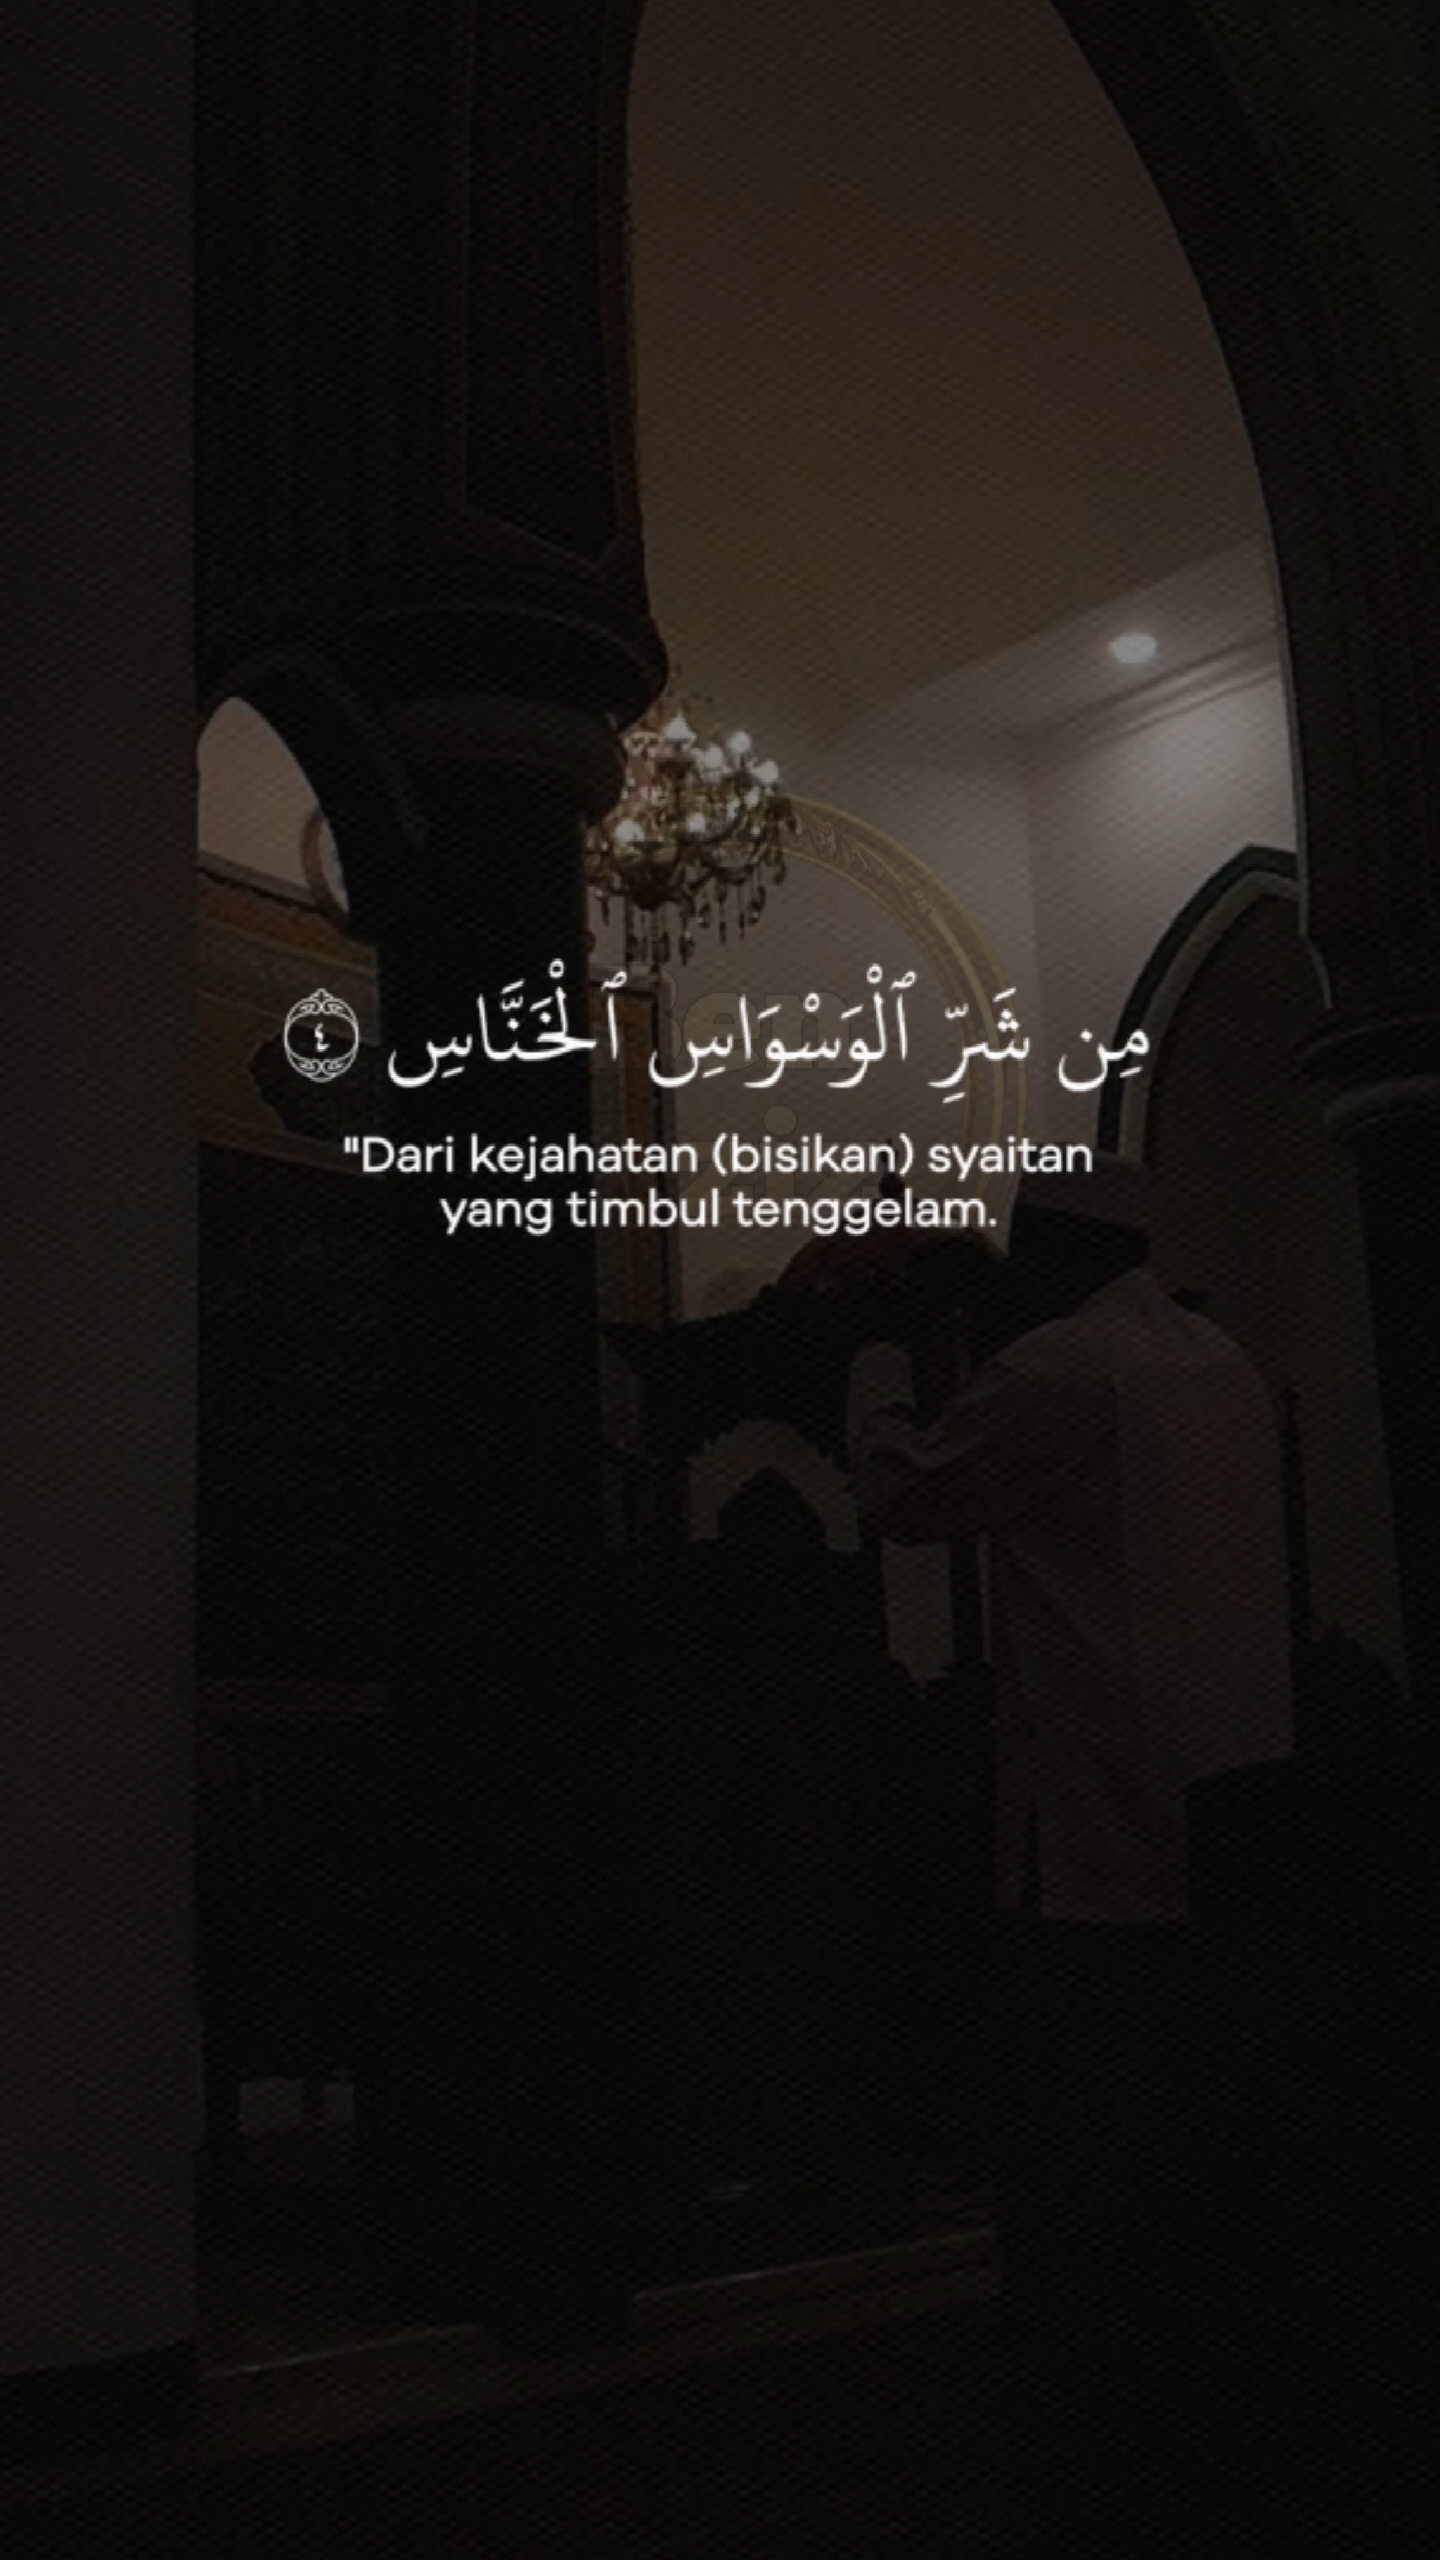 مِن شَرِّ ٱلْوَسْوَاسِ ٱلْخَنَّاسِ ٤
"Dari kejahatan (bisikan) syaitan
yang timbul tenggelam.